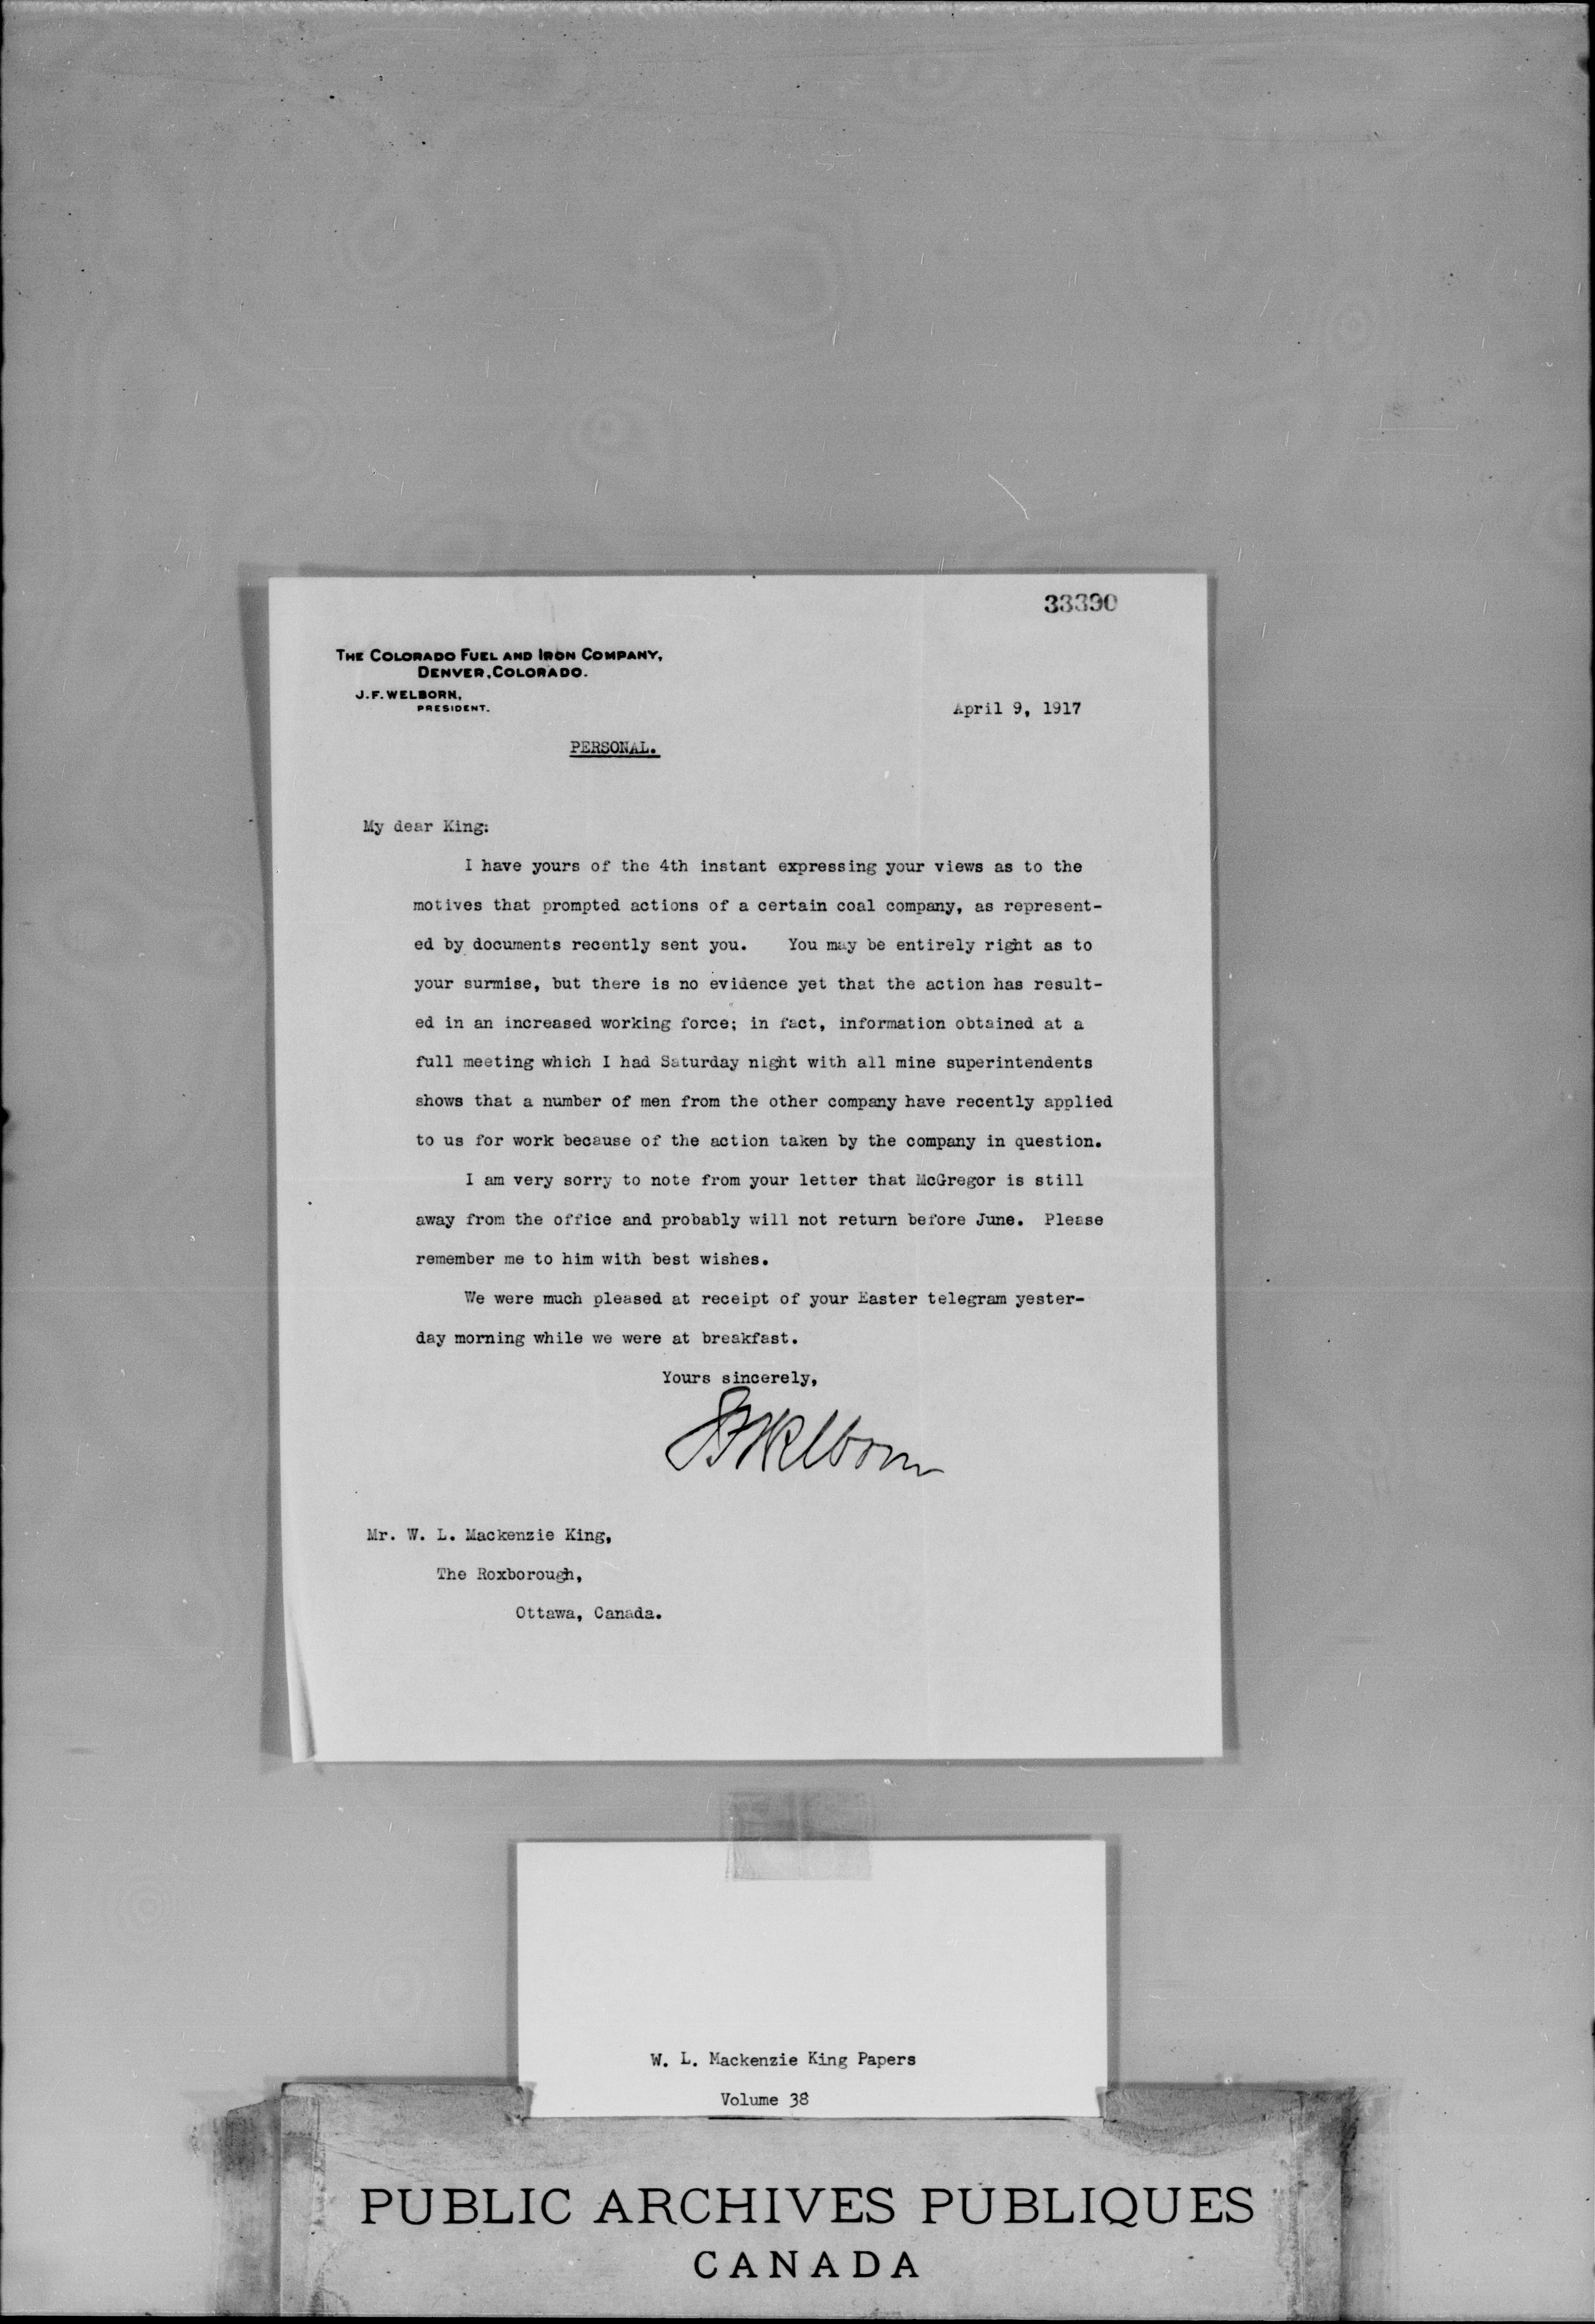 33390
THE COLORADO FUEL AND IRON COMPANY,
DENVER, COLORADO.
J. F. WELBORN,
PRESIDENT.
April 9, 1917
PERSONAL.
My dear King:
I have yours of the 4th instant expressing your views as to the
motives that prompted actions of a certain coal company, as represent-
ed by documents recently sent you. You may be entirely right as to
your surmise, but there is no evidence yet that the action has result-
ed in an increased working force; in fact, information obtained at a
full meeting which I had Saturday night with all mine superintendents
shows that a number of men from the other company have recently applied
to us for work because of the action taken by the company in question.
I am very sorry to note from your letter that McGregor is still
away from the office and probably will not return before June. Please
remember me to him with best wishes.
We were much pleased at receipt of your Easter telegram yester-
day morning while we were at breakfast.
Yours sincerely,
J F Welborn
Mr. W. L. Mackenzie King,
The Roxborough,
Ottawa, Canada.
W. L. Mackenzie King Papers
Volume 38
PUBLIC ARCHIVES PUBLIQUES
CANADA